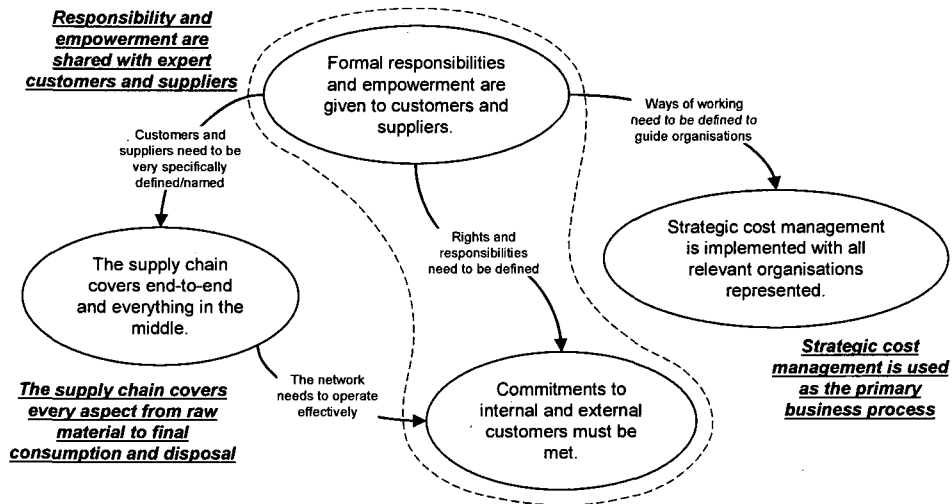 Responsibility and
empowerment are
shared with expert
customers and suppliers
Formal responsibilities
and empowerment are
given to customers and
suppliers.
Ways of working
need to be defined to
guide organisations
Customers and
suppliers need to be
very specifically
defined/named
Rights and
responsibilities
need to be defined
Strategic cost management
is implemented with all
relevant organisations
represented.
The supply chain
covers end-to-end
and everything in the
middle.
Strategic cost
management is used
as the primary
business process
The supply chain covers
every aspect from raw
material to final
consumption and disposal
The network
needs to operate
effectively
Commitments to
internal and external
customers must be
met.